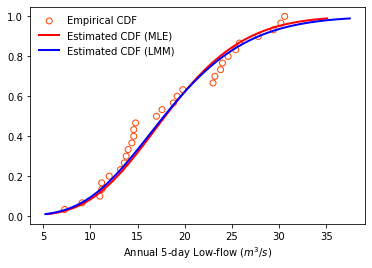 1.0
0.8
0.6
0.4
0.2
0.0
Empirical CDF
Estimated CDF (MLE)
Estimated CDF (LMM)
5 10 15 20 25 30 35
Annual 5-day Low-flow (m³/s)